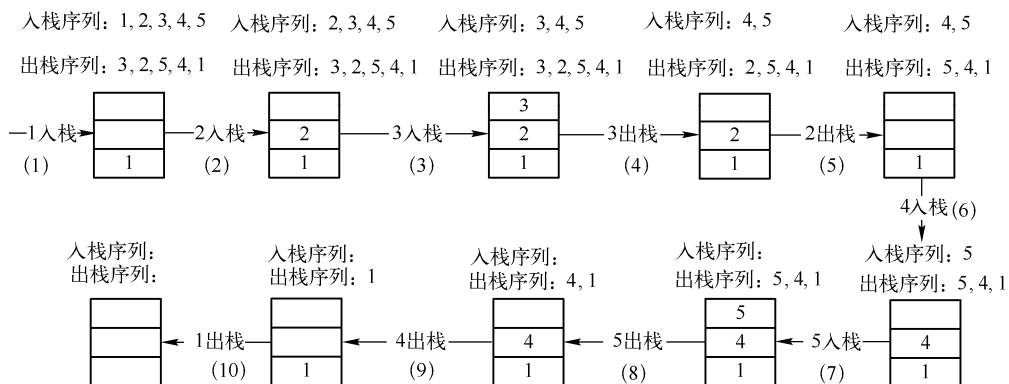 入栈序列：1, 2, 3, 4, 5
入栈序列：2, 3, 4, 5
入栈序列：3, 4, 5
入栈序列：4, 5
入栈序列：4, 5
出栈序列：3, 2, 5, 4, 1
出栈序列：3, 2, 5, 4, 1
出栈序列：3, 2, 5, 4, 1
出栈序列：2, 5, 4, 1
出栈序列：5, 4, 1
1入栈
(1)
1
2入栈
(2)
2
1
3入栈
(3)
3
2
1
3出栈
(4)
2
1
2出栈
(5)
1
4入栈(6)
入栈序列：
出栈序列：
入栈序列：
出栈序列：1
入栈序列：
出栈序列：4, 1
入栈序列：
出栈序列：5, 4, 1
入栈序列：5
出栈序列：5, 4, 1
1出栈
(10)
1
4出栈
(9)
4
1
5出栈
(8)
5
4
1
5入栈
(7)
4
1